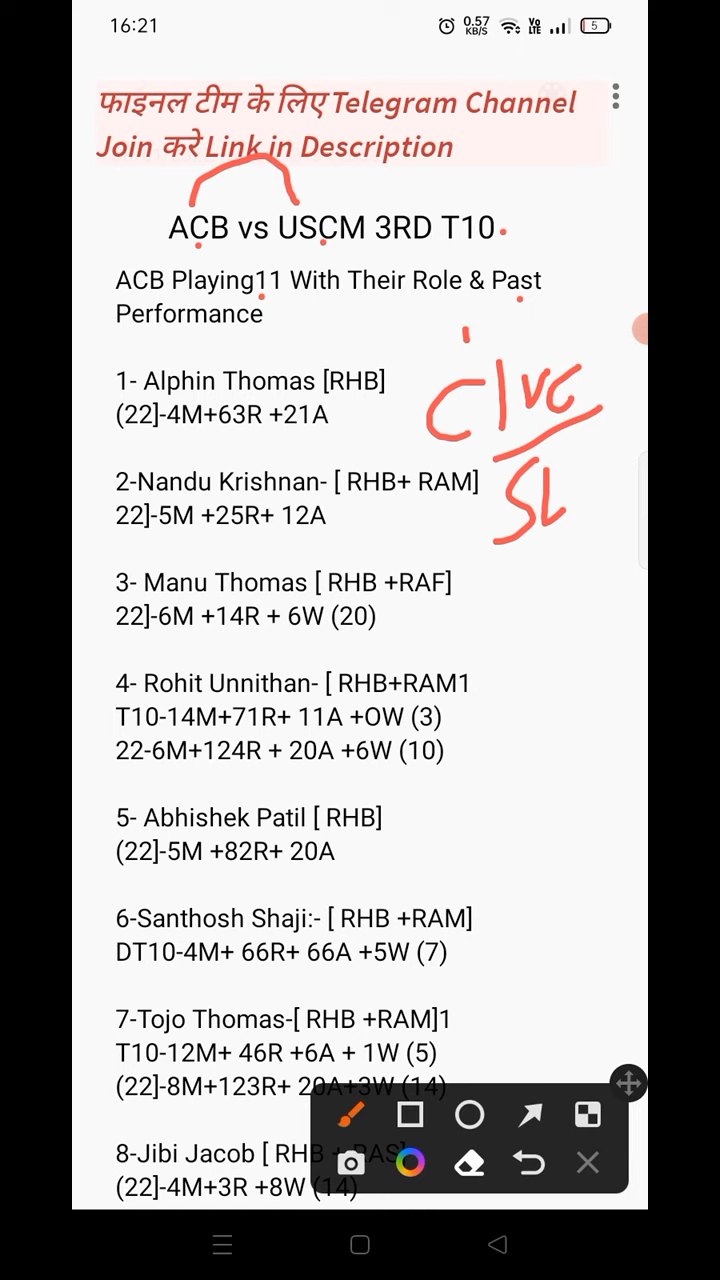 16:21
0.57 KB/S Vo LTE 5
फाइनल टीम के लिए Telegram Channel
Join करे Link in Description
ACB vs USCM 3RD T10
ACB Playing11 With Their Role & Past
Performance
1- Alphin Thomas [RHB]
(22]-4M+63R +21A
C/VC
SL
2-Nandu Krishnan- [ RHB+ RAM]
22]-5M +25R+ 12A
3- Manu Thomas [ RHB +RAF]
22]-6M +14R + 6W (20)
4- Rohit Unnithan- [ RHB+RAM1
T10-14M+71R+ 11A +OW (3)
22-6M+124R + 20A +6W (10)
5- Abhishek Patil [ RHB]
(22]-5M +82R+ 20A
6-Santhosh Shaji:- [ RHB +RAM]
DT10-4M+ 66R+ 66A +5W (7)
7-Tojo Thomas-[ RHB +RAM]1
T10-12M+ 46R +6A + 1W (5)
(22]-8M+123R+ 20A+3W (14)
8-Jibi Jacob [ RHB + RAS]
(22]-4M+3R +8W (14)